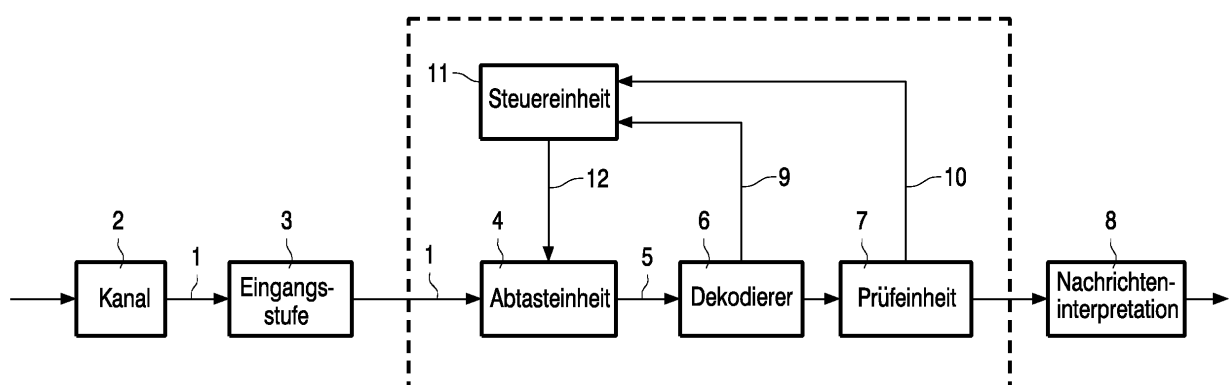 11
Steuereinheit
12
9
10
2
1
3
1
4
5
6
7
8
Kanal
Eingangs-
stufe
Abtasteinheit
Dekodierer
Prüfeinheit
Nachrichten-
interpretation